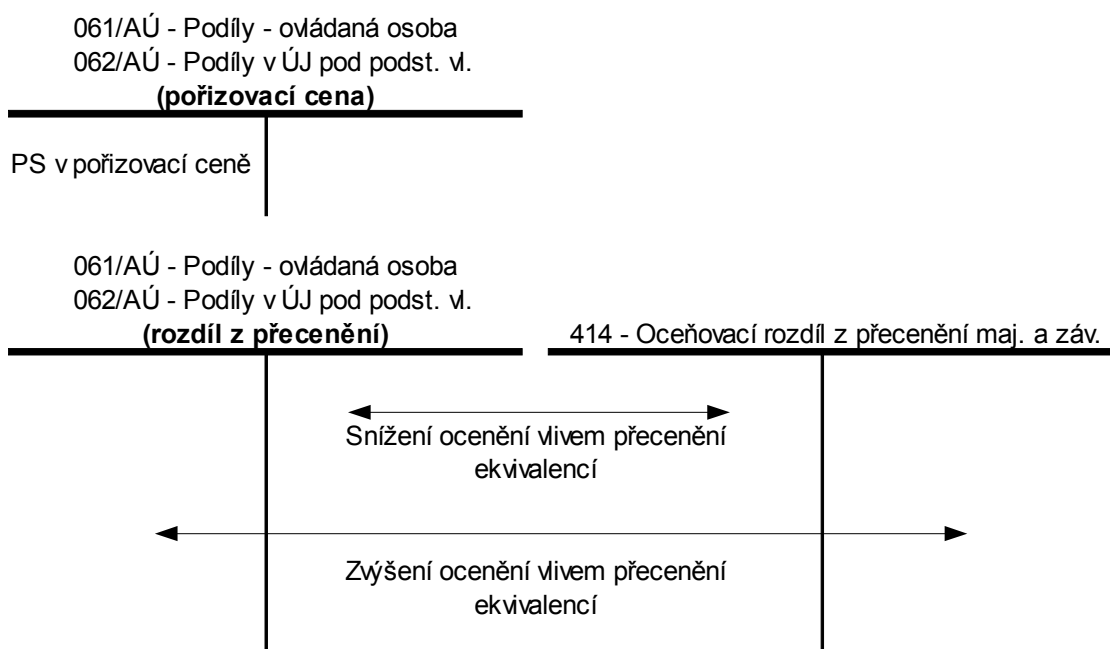 061/AÚ - Podíly - ovládaná osoba
062/AÚ - Podíly v ÚJ pod podst. vl.
(pořizovací cena)
PS v pořizovací ceně
061/AÚ - Podíly - ovládaná osoba
062/AÚ - Podíly v ÚJ pod podst. vl.
(rozdíl z přecenění)
414 - Oceňovací rozdíl z přecenění maj. a záv.
Snížení ocenění vlivem přecenění
ekvivalencí
Zvýšení ocenění vlivem přecenění
ekvivalencí